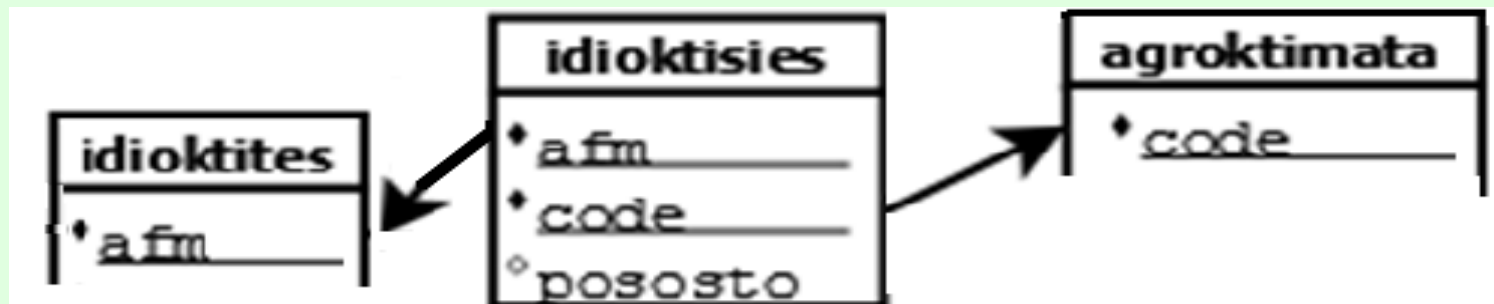 idioktites
afm
idioktisies
afm
code
pososto
agroktimata
code